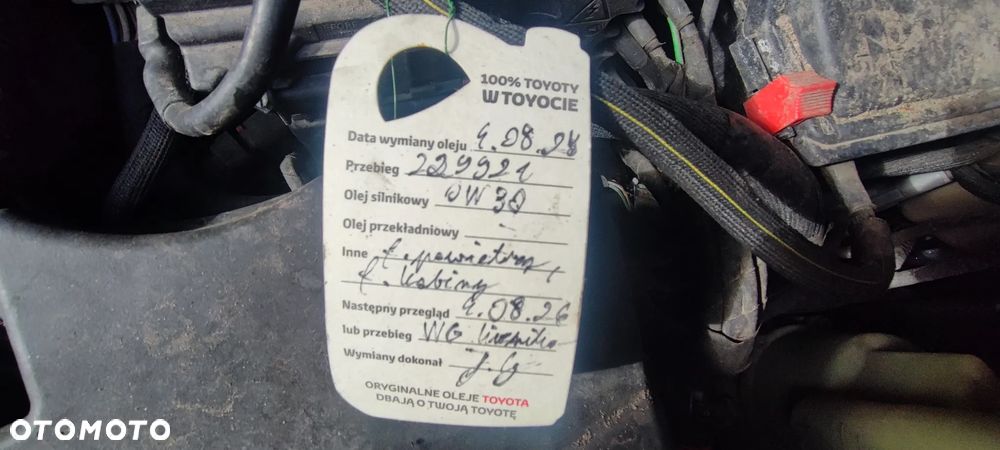 100% TOYOTY
W TOYOCIE
Data wymiany oleju 4.08.24
Przebieg 229921
Olej silnikowy 0W30
Olej przekładniowy -
Inne f. powietrza,
f. kabiny
Następny przegląd 4.08.26
lub przebieg WG
Wymiany dokonał J.G
ORYGINALNE OLEJE TOYOTA
DBAJĄ O TWOJĄ TOYOTĘ
OTOMOTO